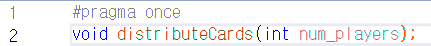 1 #pragma once
2 void distributeCards(int num_players);